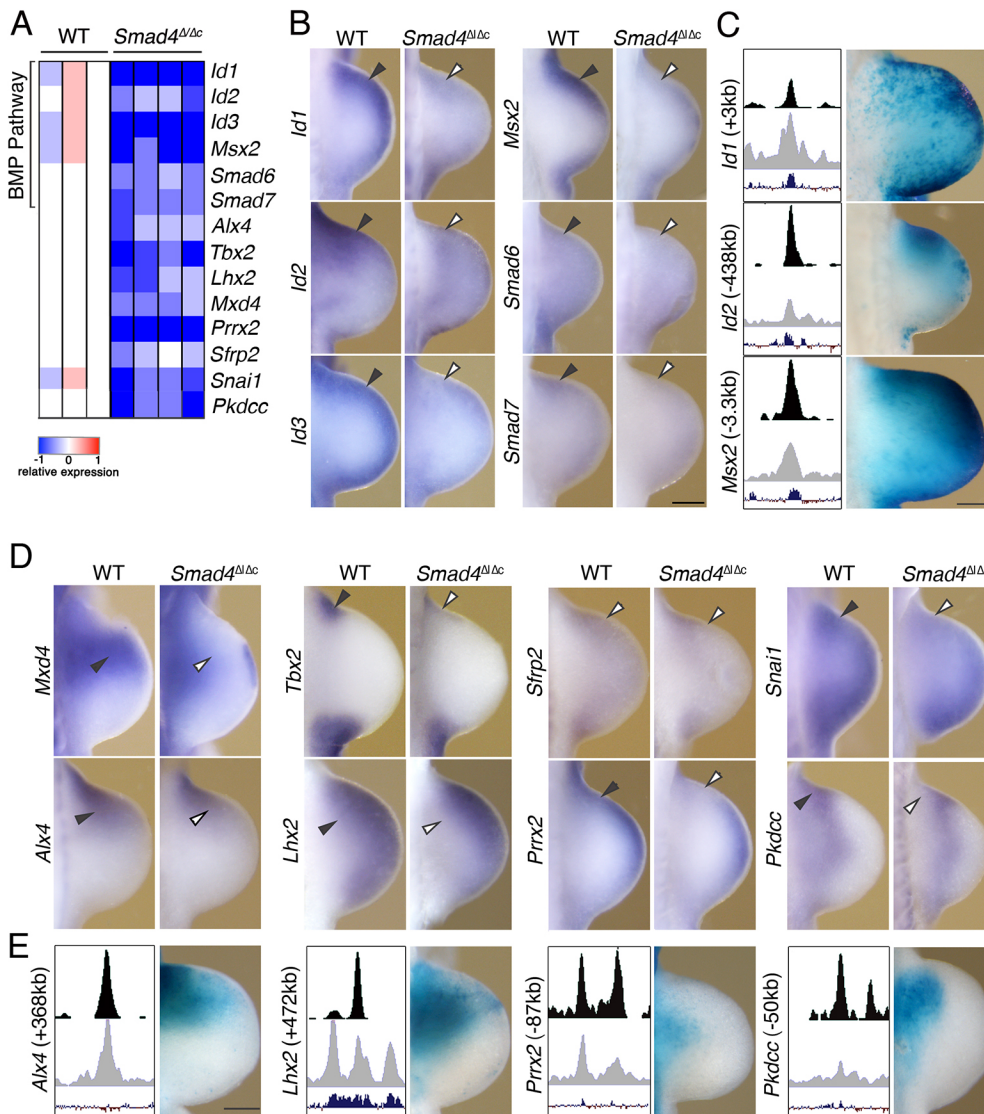 A
WT
Smad4Δ/Δc
BMP Pathway
Id1
Id2
Id3
Msx2
Smad6
Smad7
Alx4
Tbx2
Lhx2
Mxd4
Prrx2
Sfrp2
Snai1
Pkdcc
-1 0 1
relative expression
B
WT
Smad4Δ|Δc
WT
Smad4Δ|Δc
Id1
Id2
Id3
Msx2
Smad6
Smad7
C
Id1 (+3kb)
Id2 (-438kb)
Msx2 (-3.3kb)
D
WT
Smad4Δ|Δc
WT
Smad4Δ|Δc
WT
Smad4Δ|Δc
WT
Smad4Δ|Δ
Mxd4
Tbx2
Sfrp2
Snai1
Alx4
Lhx2
Prrx2
Pkdcc
E
Alx4 (+368kb)
Lhx2 (+472kb)
Prrx2 (-87kb)
Pkdcc (-50kb)